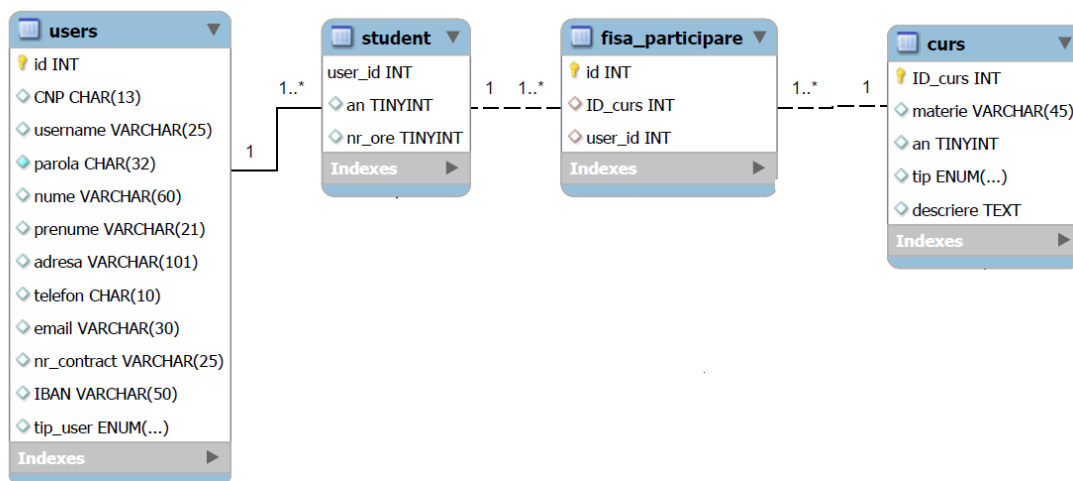 users
id INT
CNP CHAR(13)
username VARCHAR(25)
parola CHAR(32)
nume VARCHAR(60)
prenume VARCHAR(21)
adresa VARCHAR(101)
telefon CHAR(10)
email VARCHAR(30)
nr_contract VARCHAR(25)
IBAN VARCHAR(50)
tip_user ENUM(...)
Indexes
1
1..*
student
user_id INT
an TINYINT
nr_ore TINYINT
Indexes
1
1..*
fisa_participare
id INT
ID_curs INT
user_id INT
Indexes
1..*
1
curs
ID_curs INT
materie VARCHAR(45)
an TINYINT
tip ENUM(...)
descriere TEXT
Indexes